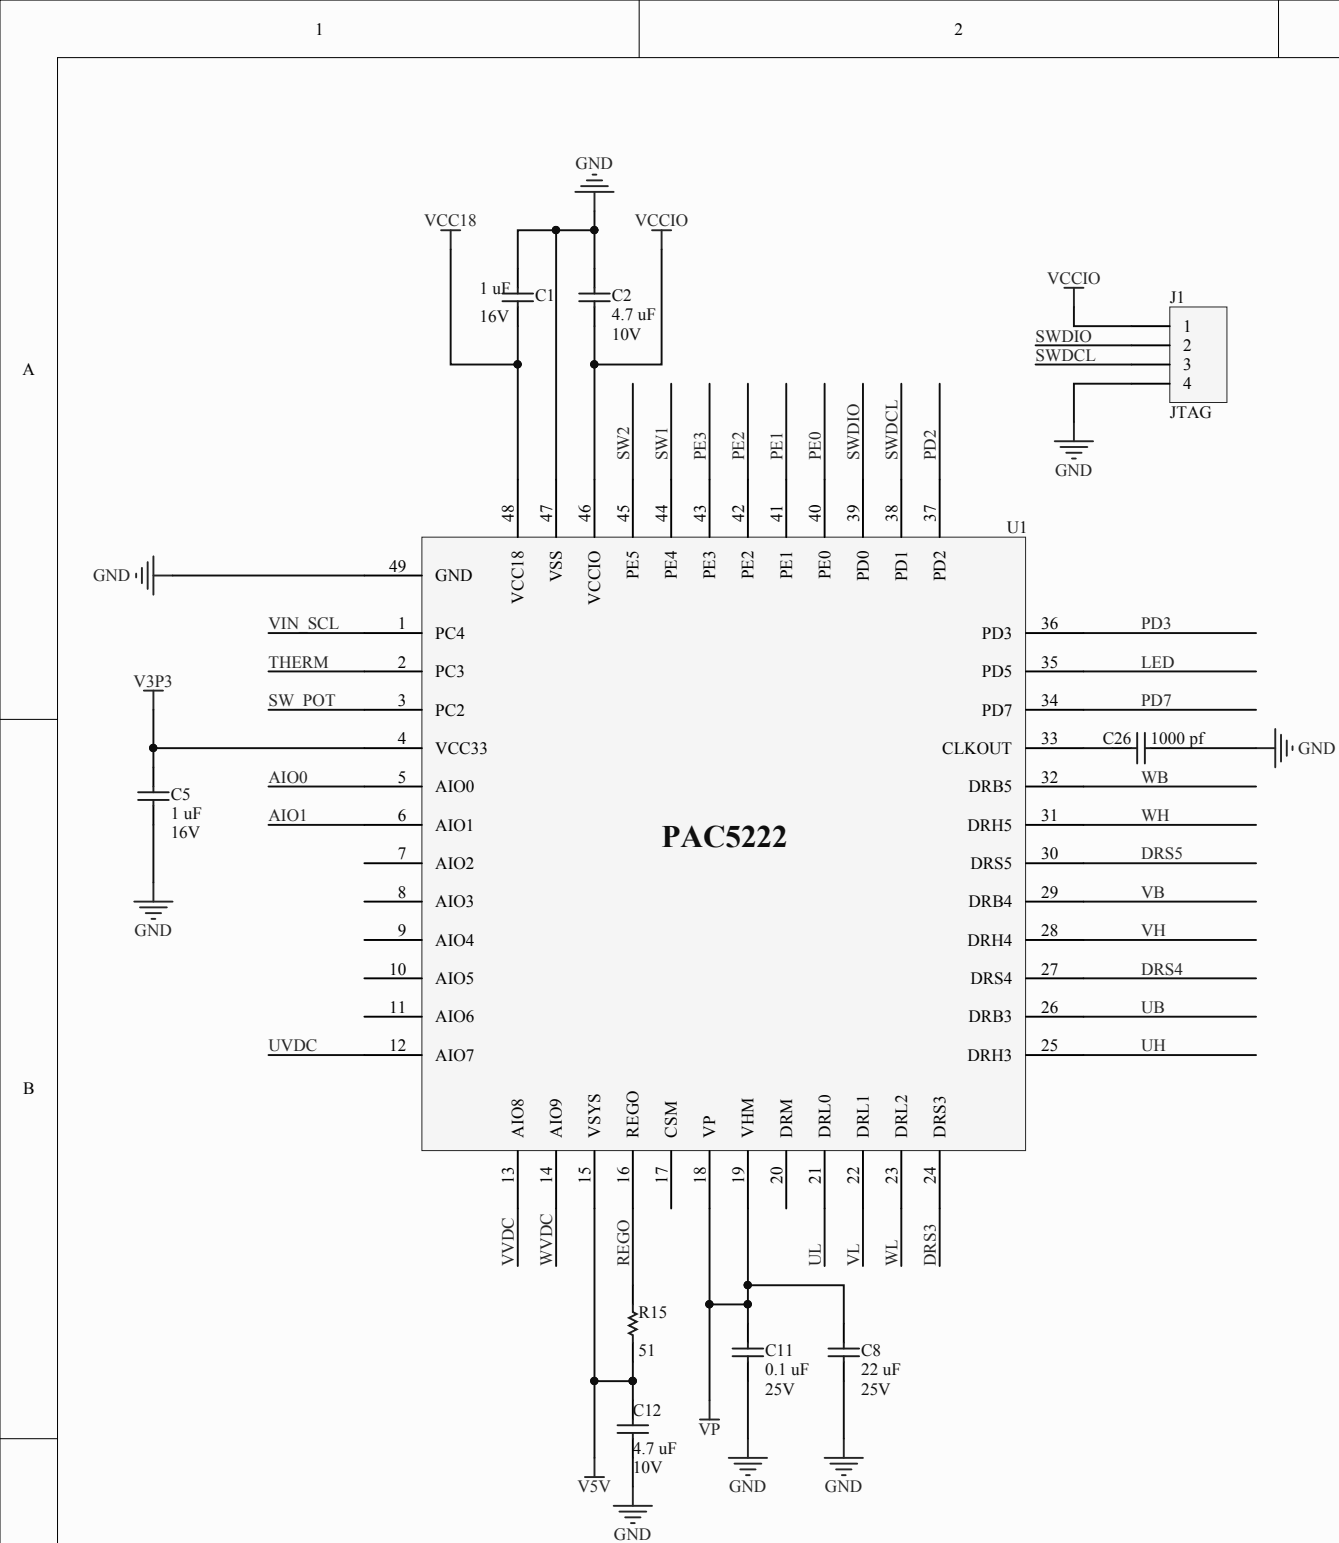 1
2
A
B
GND
VCC18
VCCIO
1 uF
C1
16V
C2
4.7 uF
10V
VCCIO
J1
SWDIO
SWDCL
1
2
3
4
JTAG
GND
SW2
SW1
PE3
PE2
PE1
PE0
SWDIO
SWDCL
PD2
48
47
46
45
44
43
42
41
40
39
38
37
U1
VCC18
VSS
VCCIO
PE5
PE4
PE3
PE2
PE1
PE0
PD0
PD1
PD2
GND
49
GND
VIN_SCL
1
PC4
THERM
2
PC3
V3P3
SW_POT
3
PC2
4
VCC33
AIO0
5
AIO0
C5
1 uF
16V
AIO1
6
AIO1
7
AIO2
8
AIO3
GND
9
AIO4
10
AIO5
11
AIO6
UVDC
12
AIO7
PAC5222
PD3
36
PD3
PD5
35
LED
PD7
34
PD7
CLKOUT
33
C26
1000 pf
GND
DRB5
32
WB
DRH5
31
WH
DRS5
30
DRS5
DRB4
29
VB
DRH4
28
VH
DRS4
27
DRS4
DRB3
26
UB
DRH3
25
UH
AIO8
AIO9
VSYS
REGO
CSM
VP
VHM
DRM
DRL0
DRL1
DRL2
DRS3
13
14
15
16
17
18
19
20
21
22
23
24
VVDC
WVDC
REGO
UL
VL
WL
DRS3
R15
51
C11
0.1 uF
25V
C8
22 uF
25V
C12
4.7 uF
10V
VP
V5V
GND
GND
GND